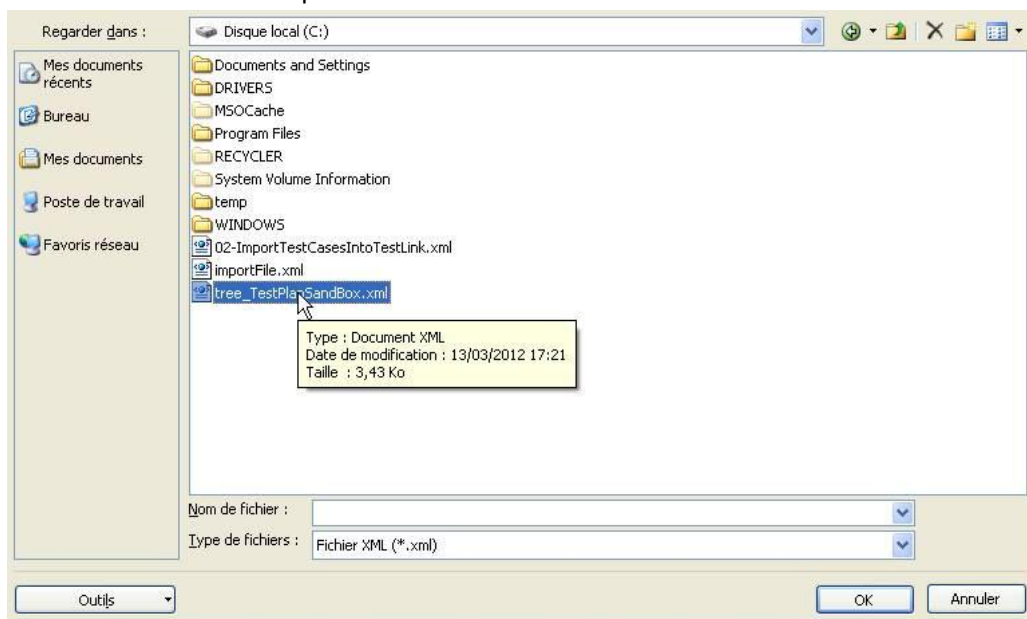 Regarder dans :
Disque local (C:)
Mes documents
récents
Bureau
Mes documents
Poste de travail
Favoris réseau
Documents and Settings
DRIVERS
MSOCache
Program Files
RECYCLER
System Volume Information
temp
WINDOWS
02-ImportTestCasesIntoTestLink.xml
importFile.xml
tree_TestPlanSandBox.xml
Type : Document XML
Date de modification : 13/03/2012 17:21
Taille : 3,43 Ko
Nom de fichier :
Type de fichiers :
Fichier XML (*.xml)
Outils
OK
Annuler